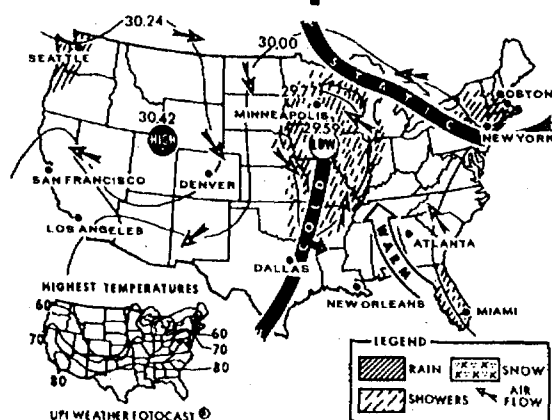 30.24
30.00
SEATTLE
STATIC
BOSTON
NEW YORK
29.77
MINNEAPOLIS
29.59
LOW
30.42
HIGH
SAN FRANCISCO
DENVER
COLD
LOS ANGELES
WARM
ATLANTA
DALLAS
NEW ORLEANS
MIAMI
HIGHEST TEMPERATURES
60
70
80
60
70
80
LEGEND
RAIN
SNOW
SHOWERS
AIR FLOW
UPI WEATHER FOTOCAST